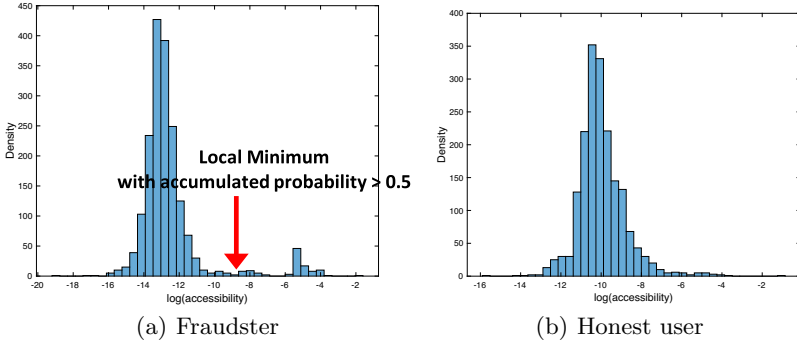 450
400
350
300
250
200
150
100
50
0
Density
-20 -18 -16 -14 -12 -10 -8 -6 -4 -2
log(accessibility)
Local Minimum
with accumulated probability > 0.5
(a) Fraudster
400
350
300
250
200
150
100
50
0
Density
-16 -14 -12 -10 -8 -6 -4 -2
log(accessibility)
(b) Honest user